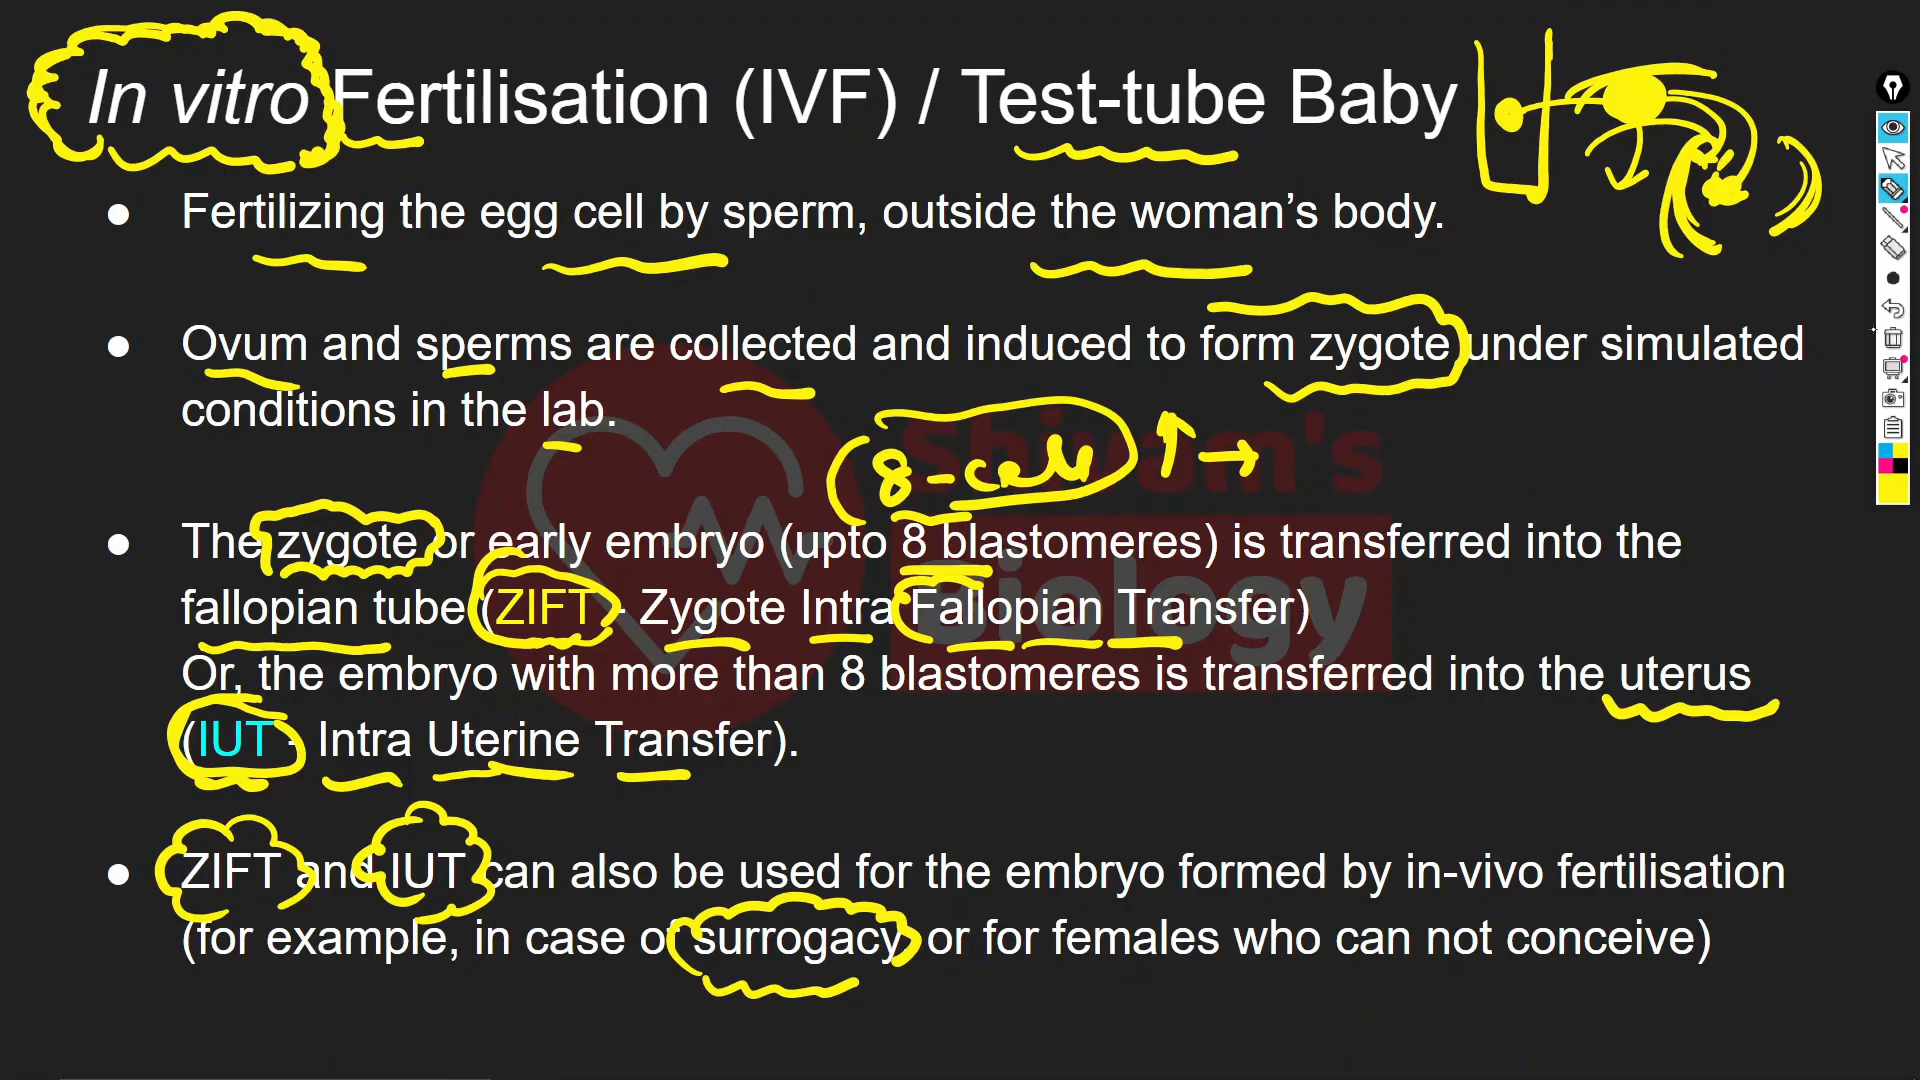 In vitro Fertilisation (IVF) / Test-tube Baby
● Fertilizing the egg cell by sperm, outside the woman’s body.
● Ovum and sperms are collected and induced to form zygote under simulated
conditions in the lab.
8-cell
Shivam's
Biology
● The zygote or early embryo (upto 8 blastomeres) is transferred into the
fallopian tube (ZIFT - Zygote Intra Fallopian Transfer)
Or, the embryo with more than 8 blastomeres is transferred into the uterus
(IUT - Intra Uterine Transfer).
● ZIFT and IUT can also be used for the embryo formed by in-vivo fertilisation
(for example, in case of surrogacy or for females who can not conceive)